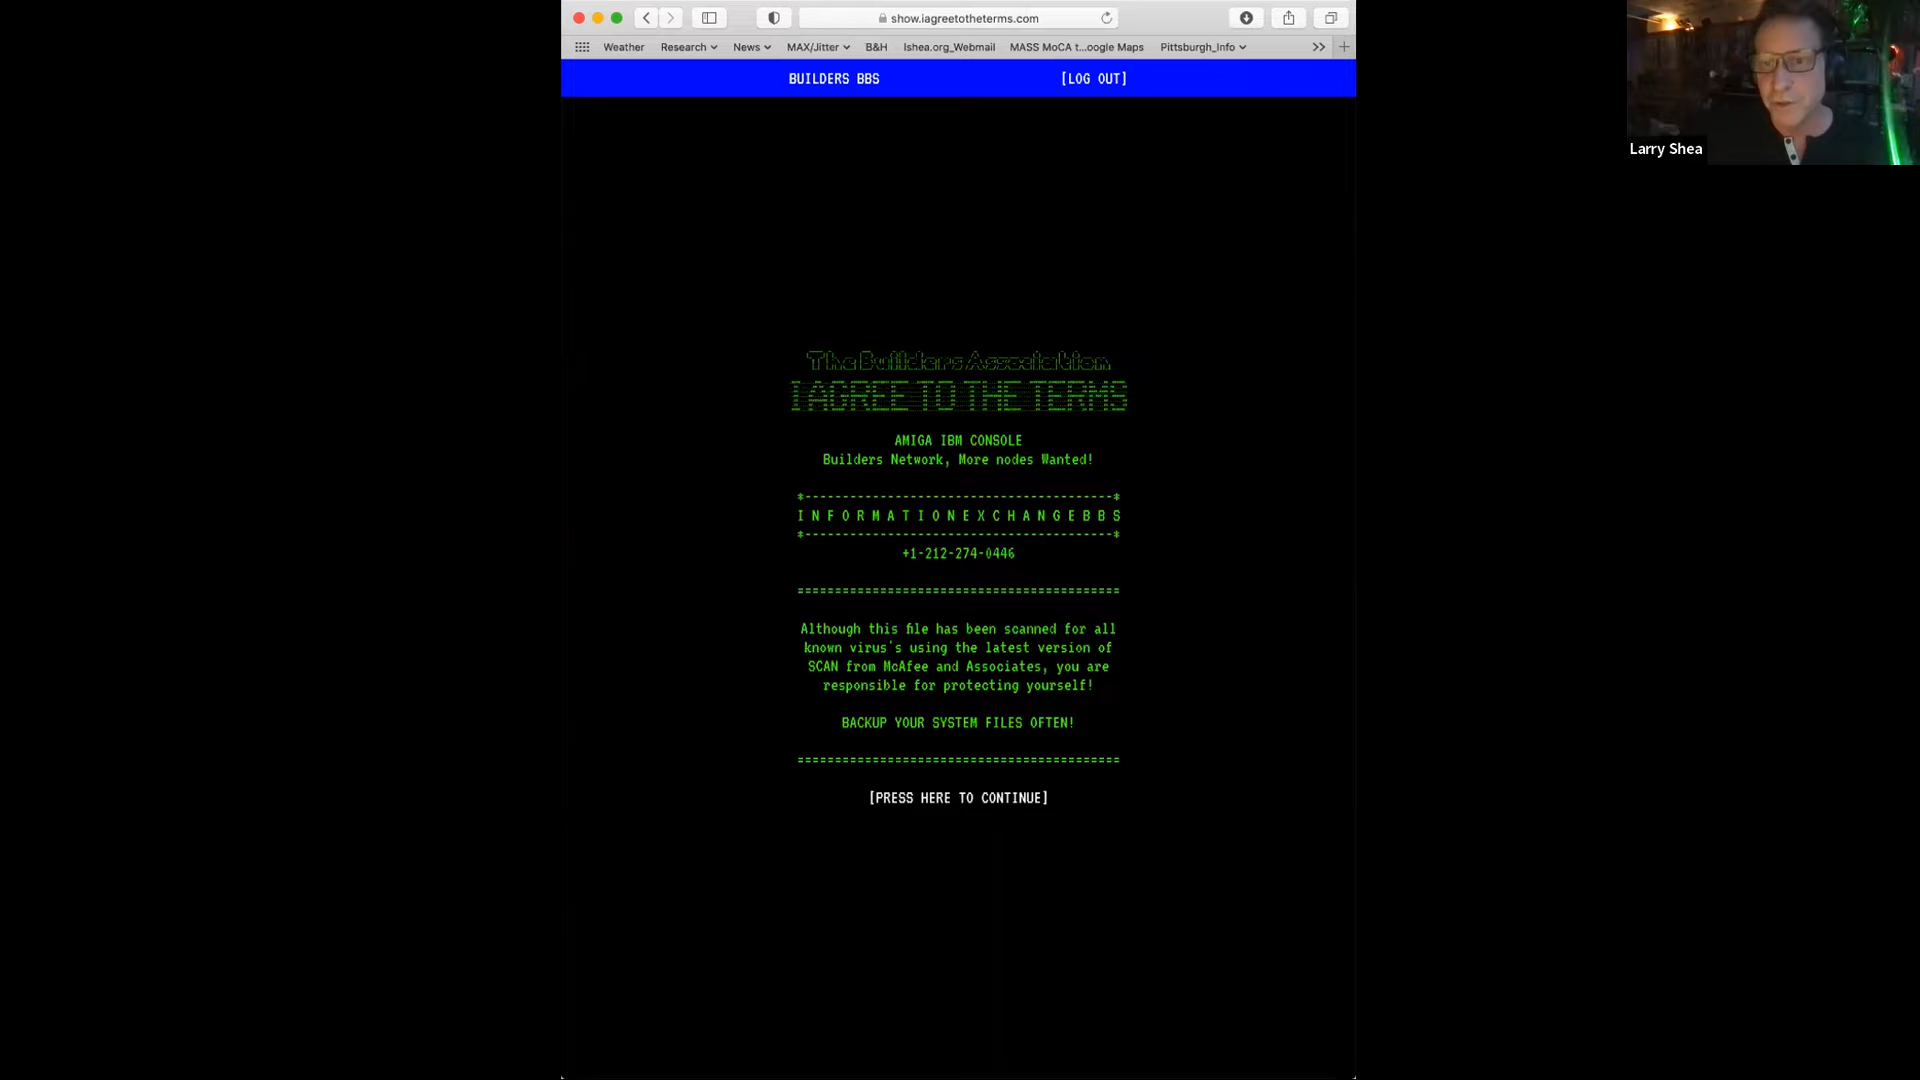 show.iagreetotheterms.com
Weather Research News MAX/Jitter B&H lshea.org_Webmail MASS MoCA t...oogle Maps Pittsburgh_Info
BUILDERS BBS [LOG OUT]
Larry Shea
The Builders Association
I AGREE TO THE TERMS
AMIGA IBM CONSOLE
Builders Network, More nodes Wanted!
*-----------------------------------------*
I N F O R M A T I O N E X C H A N G E B B S
*-----------------------------------------*
+1-212-274-0446
===========================================
Although this file has been scanned for all
known virus's using the latest version of
SCAN from McAfee and Associates, you are
responsible for protecting yourself!
BACKUP YOUR SYSTEM FILES OFTEN!
===========================================
[PRESS HERE TO CONTINUE]